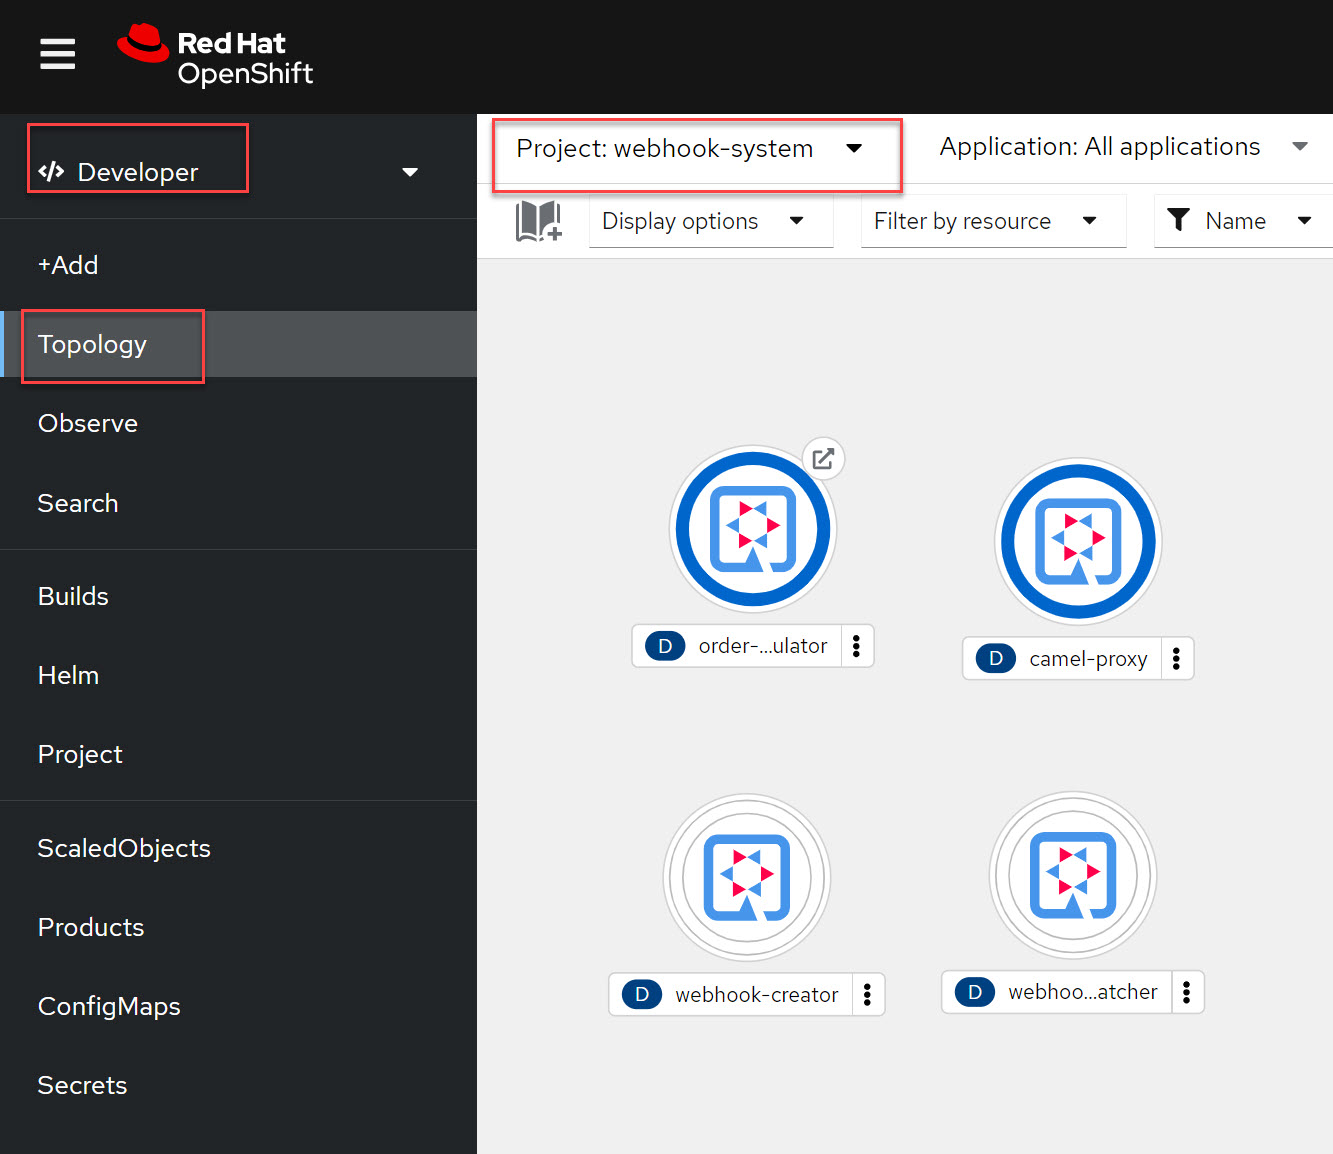 Red Hat
OpenShift
Developer
Project: webhook-system
Application: All applications
Display options
Filter by resource
Name
+Add
Topology
Observe
Search
Builds
Helm
Project
ScaledObjects
Products
ConfigMaps
Secrets
D order-...ulator
D camel-proxy
D webhook-creator
D webhoo...atcher